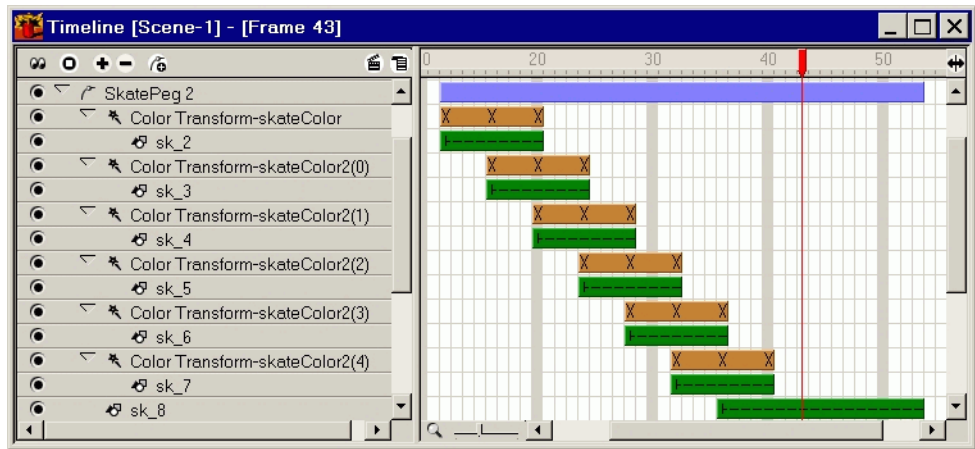 Timeline [Scene-1] - [Frame 43]
0 20 30 40 50
SkatePeg 2
Color Transform-skateColor
sk_2
Color Transform-skateColor2(0)
sk_3
Color Transform-skateColor2(1)
sk_4
Color Transform-skateColor2(2)
sk_5
Color Transform-skateColor2(3)
sk_6
Color Transform-skateColor2(4)
sk_7
sk_8